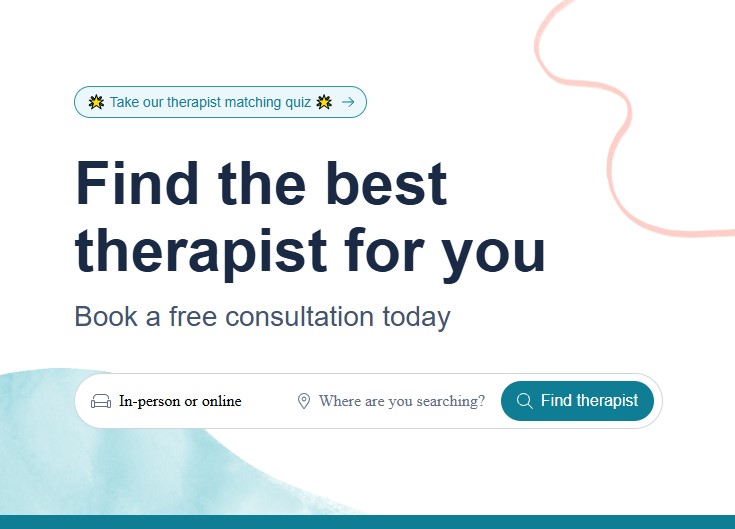 Take our therapist matching quiz
Find the best
therapist for you
Book a free consultation today
In-person or online
Where are you searching?
Find therapist